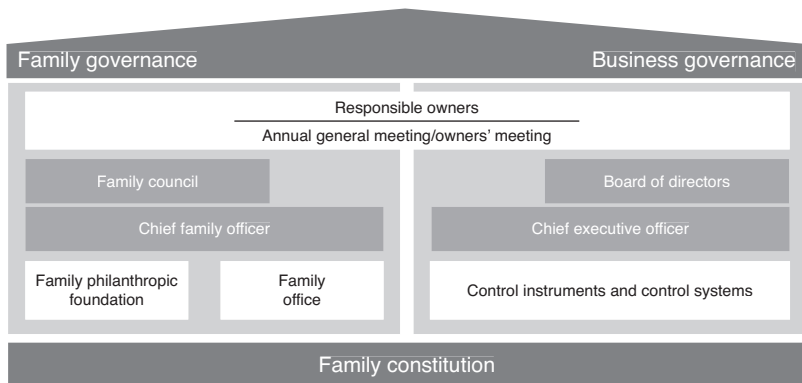 Family governance
Business governance
Responsible owners
Annual general meeting/owners' meeting
Family council
Board of directors
Chief family officer
Chief executive officer
Family philanthropic
foundation
Family
office
Control instruments and control systems
Family constitution